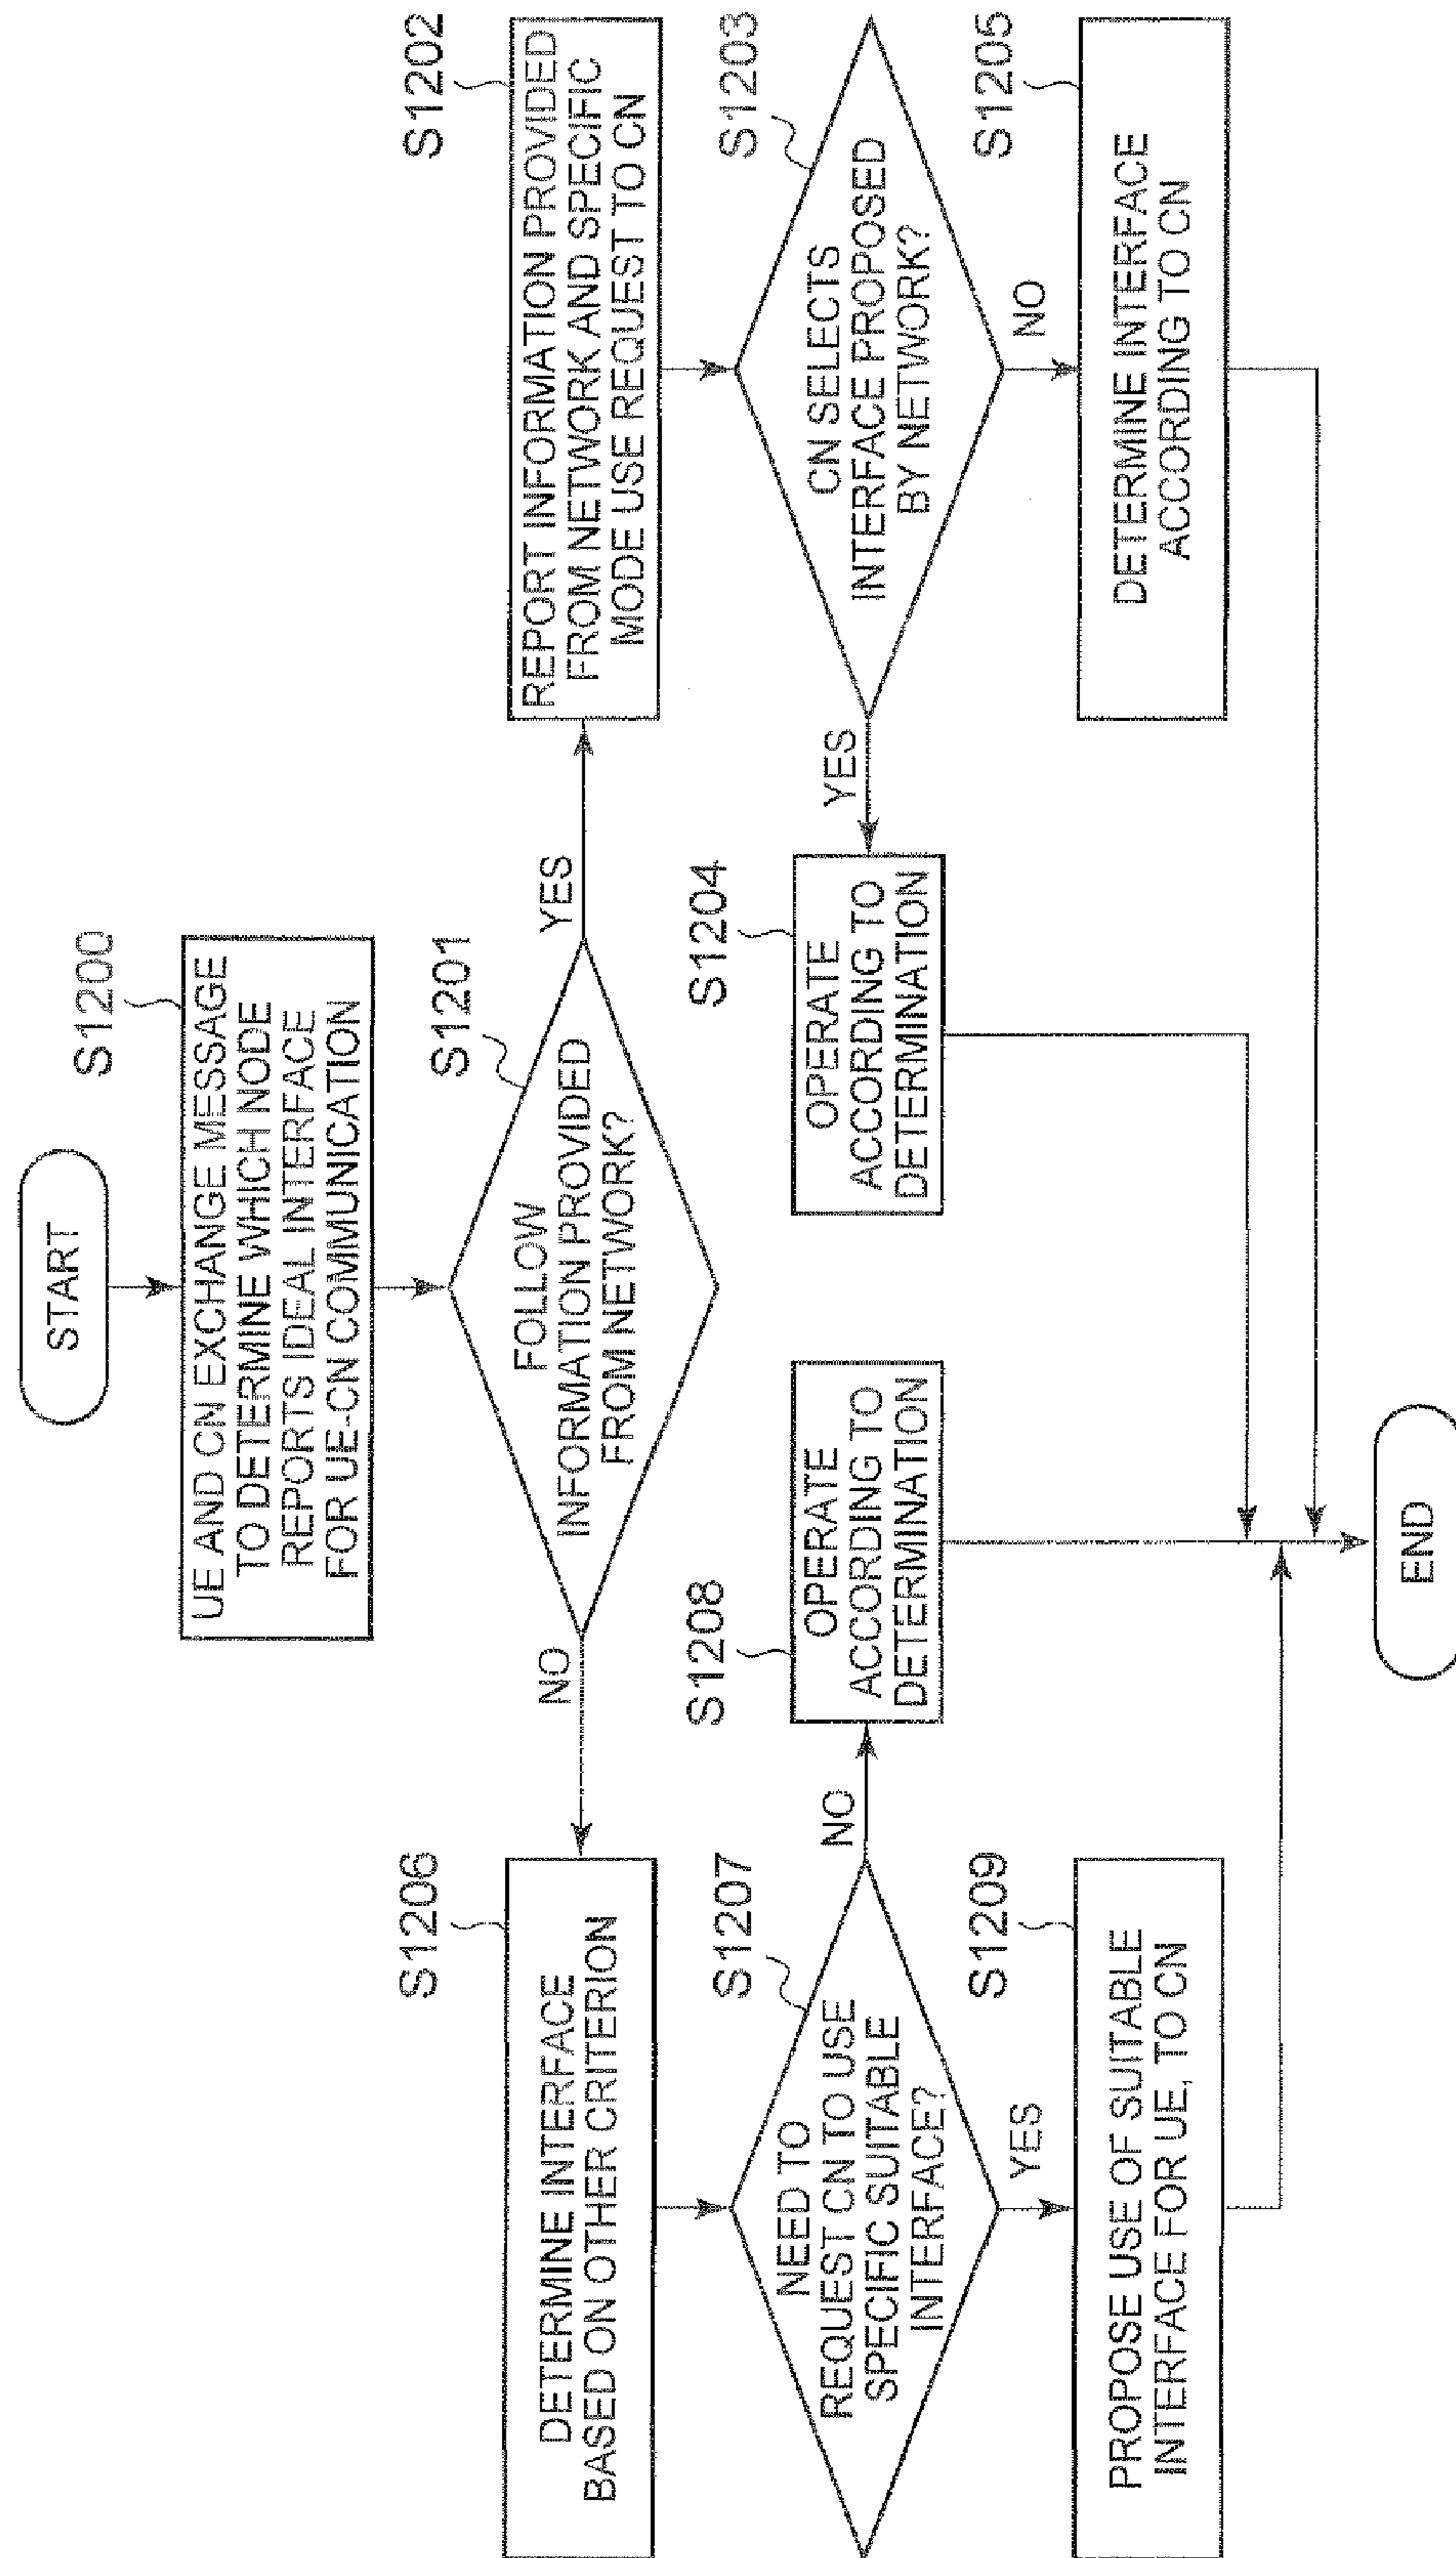 START
S1200
UE AND CN EXCHANGE MESSAGE
TO DETERMINE WHICH NODE
REPORTS IDEAL INTERFACE
FOR UE-CN COMMUNICATION
S1201
FOLLOW
INFORMATION PROVIDED
FROM NETWORK?
YES
NO
S1202
REPORT INFORMATION PROVIDED
FROM NETWORK AND SPECIFIC
MODE USE REQUEST TO CN
S1203
CN SELECTS
INTERFACE PROPOSED
BY NETWORK?
YES
NO
S1204
OPERATE
ACCORDING TO
DETERMINATION
S1205
DETERMINE INTERFACE
ACCORDING TO CN
S1206
DETERMINE INTERFACE
BASED ON OTHER CRITERION
S1207
NEED TO
REQUEST CN TO USE
SPECIFIC SUITABLE
INTERFACE?
NO
YES
S1208
OPERATE
ACCORDING TO
DETERMINATION
S1209
PROPOSE USE OF SUITABLE
INTERFACE FOR UE, TO CN
END